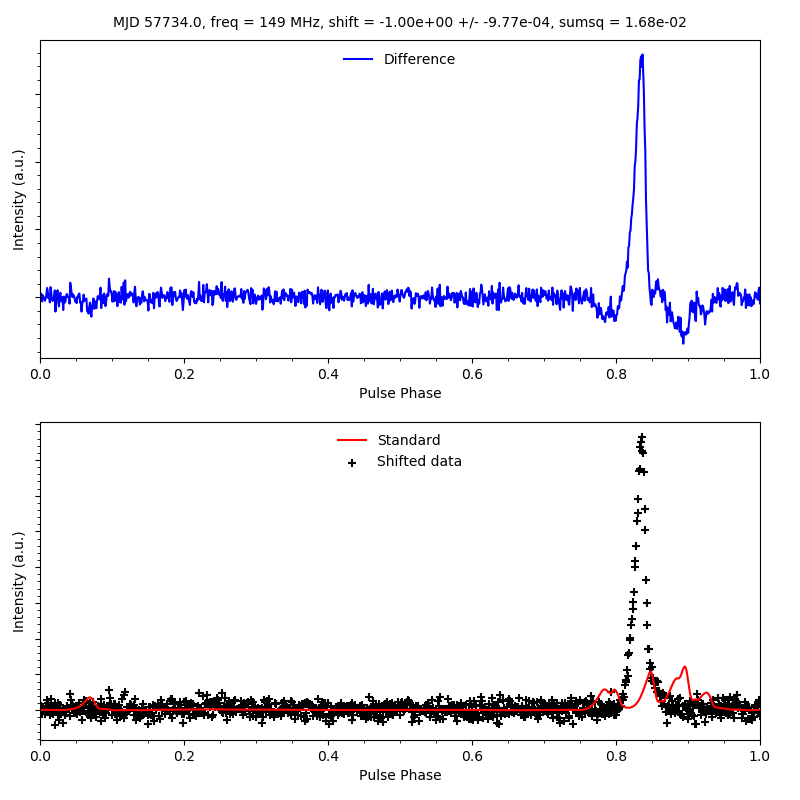 MJD 57734.0, freq = 149 MHz, shift = -1.00e+00 +/- -9.77e-04, sumsq = 1.68e-02
Difference
Intensity (a.u.)
0.0 0.2 0.4 0.6 0.8 1.0
Pulse Phase
Standard
Shifted data
Intensity (a.u.)
0.0 0.2 0.4 0.6 0.8 1.0
Pulse Phase